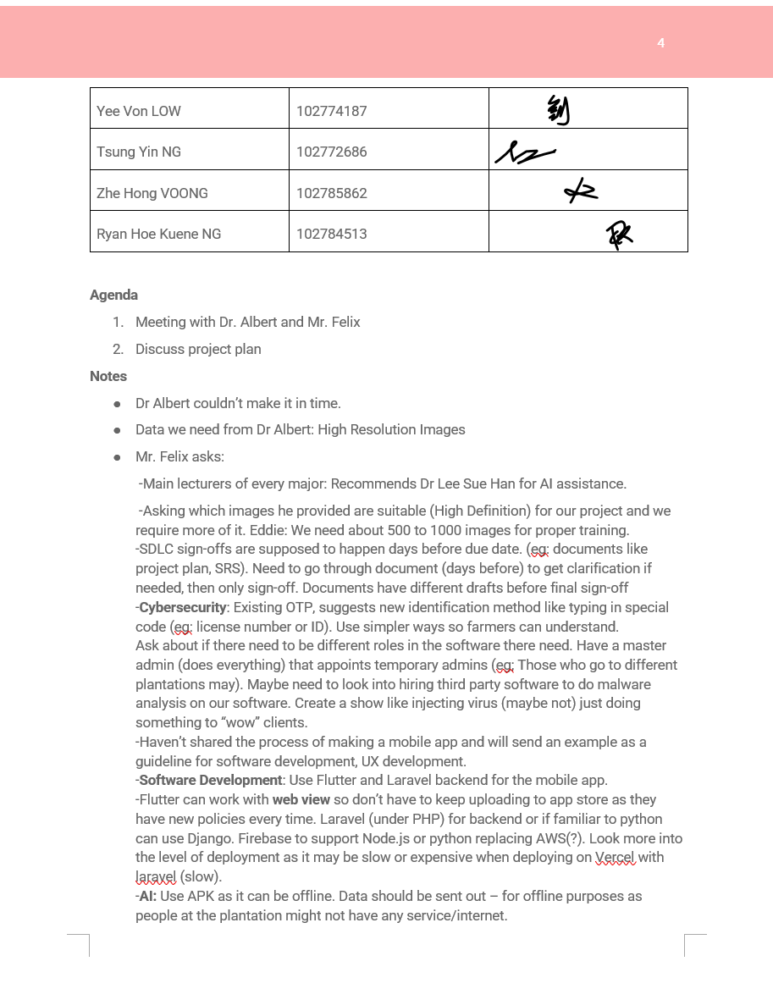 4
Yee Von LOW 102774187
Tsung Yin NG 102772686
Zhe Hong VOONG 102785862
Ryan Hoe Kuene NG 102784513
Agenda
1. Meeting with Dr. Albert and Mr. Felix
2. Discuss project plan
Notes
● Dr Albert couldn’t make it in time.
● Data we need from Dr Albert: High Resolution Images
● Mr. Felix asks:
-Main lecturers of every major: Recommends Dr Lee Sue Han for AI assistance.
-Asking which images he provided are suitable (High Definition) for our project and we
require more of it. Eddie: We need about 500 to 1000 images for proper training.
-SDLC sign-offs are supposed to happen days before due date. (eg: documents like
project plan, SRS). Need to go through document (days before) to get clarification if
needed, then only sign-off. Documents have different drafts before final sign-off
-Cybersecurity: Existing OTP, suggests new identification method like typing in special
code (eg: license number or ID). Use simpler ways so farmers can understand.
Ask about if there need to be different roles in the software there need. Have a master
admin (does everything) that appoints temporary admins (eg: Those who go to different
plantations may). Maybe need to look into hiring third party software to do malware
analysis on our software. Create a show like injecting virus (maybe not) just doing
something to “wow” clients.
-Haven’t shared the process of making a mobile app and will send an example as a
guideline for software development, UX development.
-Software Development: Use Flutter and Laravel backend for the mobile app.
-Flutter can work with web view so don’t have to keep uploading to app store as they
have new policies every time. Laravel (under PHP) for backend or if familiar to python
can use Django. Firebase to support Node.js or python replacing AWS(?). Look more into
the level of deployment as it may be slow or expensive when deploying on Vercel with
laravel (slow).
-AI: Use APK as it can be offline. Data should be sent out – for offline purposes as
people at the plantation might not have any service/internet.